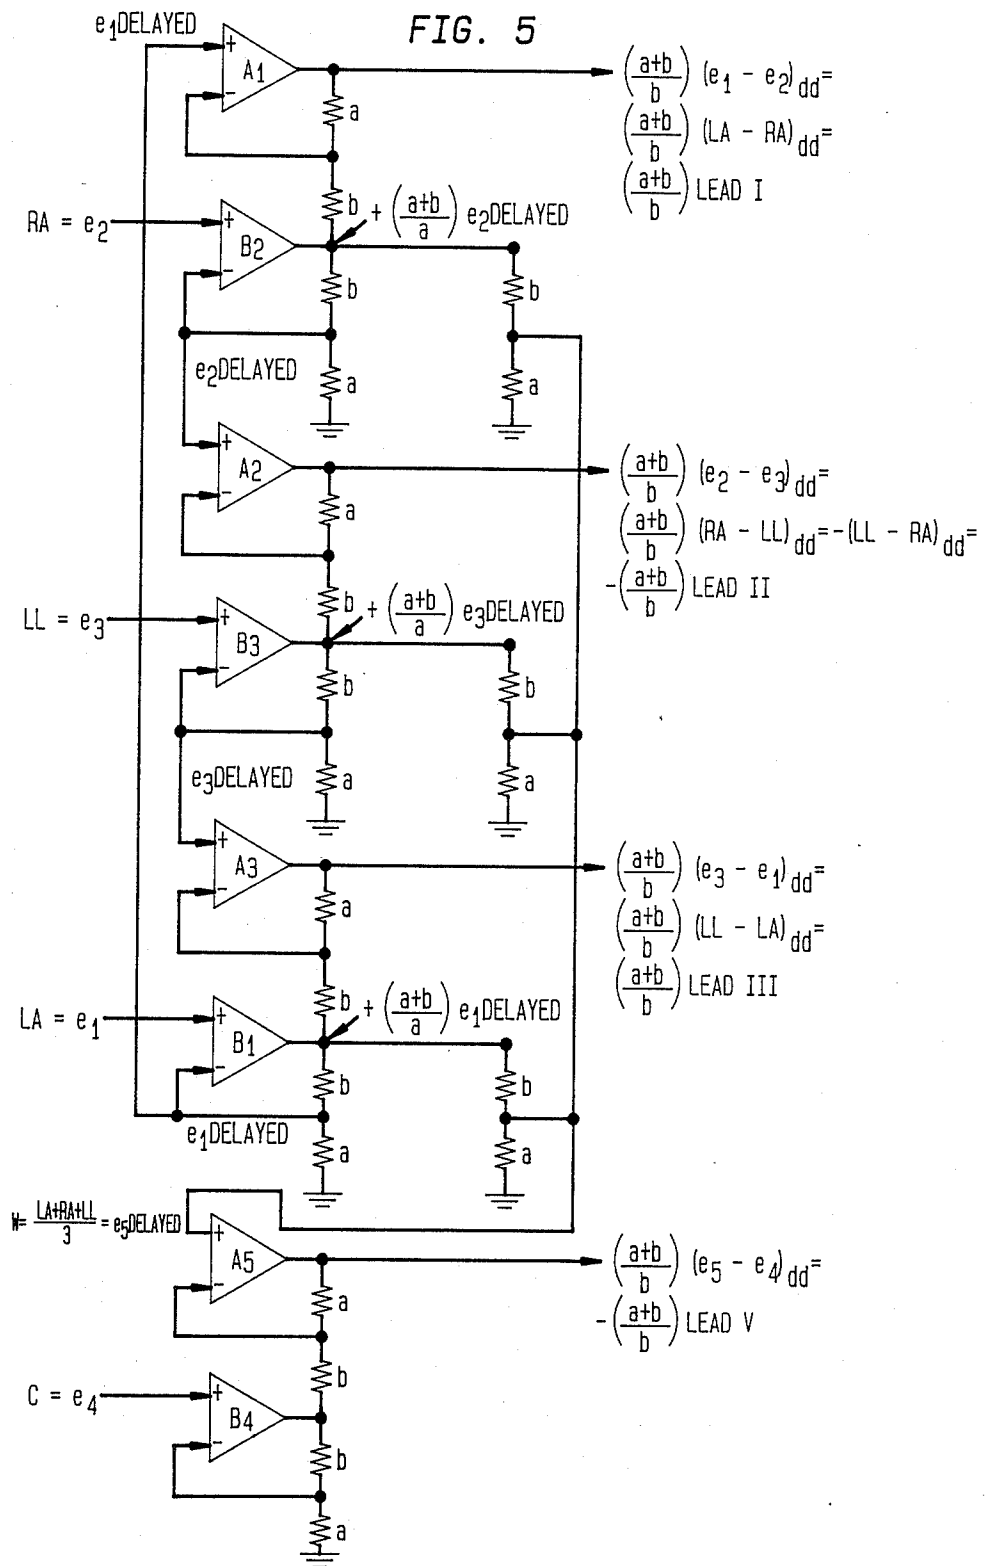 FIG. 5
e1DELAYED
+
A1
-
a
(a+b/b) (e1 - e2)dd=
(a+b/b) (LA - RA)dd=
(a+b/b) LEAD I
b
+ (a+b/a) e2DELAYED
RA = e2
+
B2
-
b
b
e2DELAYED
a
a
+
A2
-
a
(a+b/b) (e2 - e3)dd=
(a+b/b) (RA - LL)dd=-(LL - RA)dd=
-(a+b/b) LEAD II
b
+ (a+b/a) e3DELAYED
LL = e3
+
B3
-
b
b
e3DELAYED
a
a
+
A3
-
a
(a+b/b) (e3 - e1)dd=
(a+b/b) (LL - LA)dd=
(a+b/b) LEAD III
b
+ (a+b/a) e1DELAYED
LA = e1
+
B1
-
b
b
e1DELAYED
a
a
W= LA+RA+LL/3 = e5DELAYED
+
A5
-
a
(a+b/b) (e5 - e4)dd=
-(a+b/b) LEAD V
b
C = e4
+
B4
-
b
a